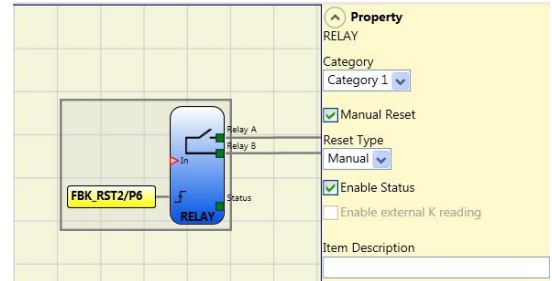 Relay A
Relay B
In
FBK_RST2/P6
Status
RELAY
Property
RELAY
Category
Category 1
Manual Reset
Reset Type
Manual
Enable Status
Enable external K reading
Item Description